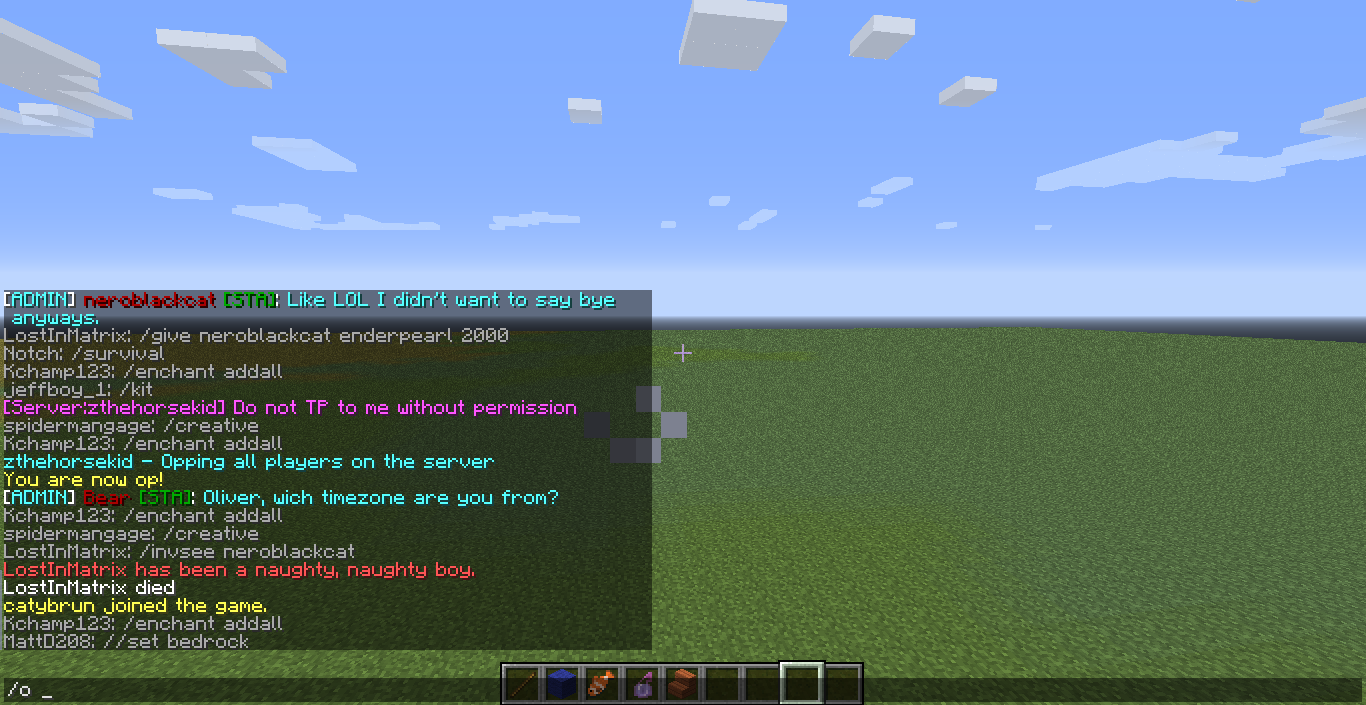 [ADMIN] neroblackcat [STA]: Like LOL I didn't want to say bye
anyways.
LostInMatrix: /give neroblackcat enderpearl 2000
Notch: /survival
Kchamp123: /enchant addall
jeffboy_1: /kit
[Server:zthehorsekid] Do not TP to me without permission
spidermangage: /creative
Kchamp123: /enchant addall
zthehorsekid - Opping all players on the server
You are now op!
[ADMIN] Bear [STA]: Oliver, wich timezone are you from?
Kchamp123: /enchant addall
spidermangage: /creative
LostInMatrix: /invsee neroblackcat
LostInMatrix has been a naughty, naughty boy.
LostInMatrix died
catybrun joined the game.
Kchamp123: /enchant addall
MattD208: //set bedrock
/o _